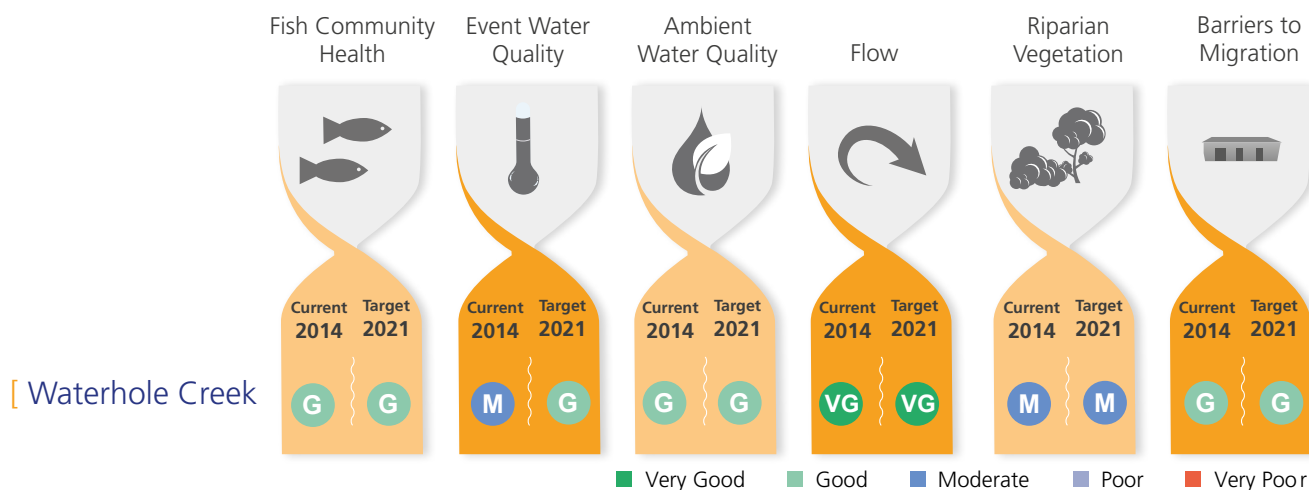 Fish Community
Health
Event Water
Quality
Ambient
Water Quality
Flow
Riparian
Vegetation
Barriers to
Migration
Current Target
2014 2021
Current Target
2014 2021
Current Target
2014 2021
Current Target
2014 2021
Current Target
2014 2021
Current Target
2014 2021
[ Waterhole Creek
G G
M G
G G
VG VG
M M
G G
Very Good Good Moderate Poor Very Poor